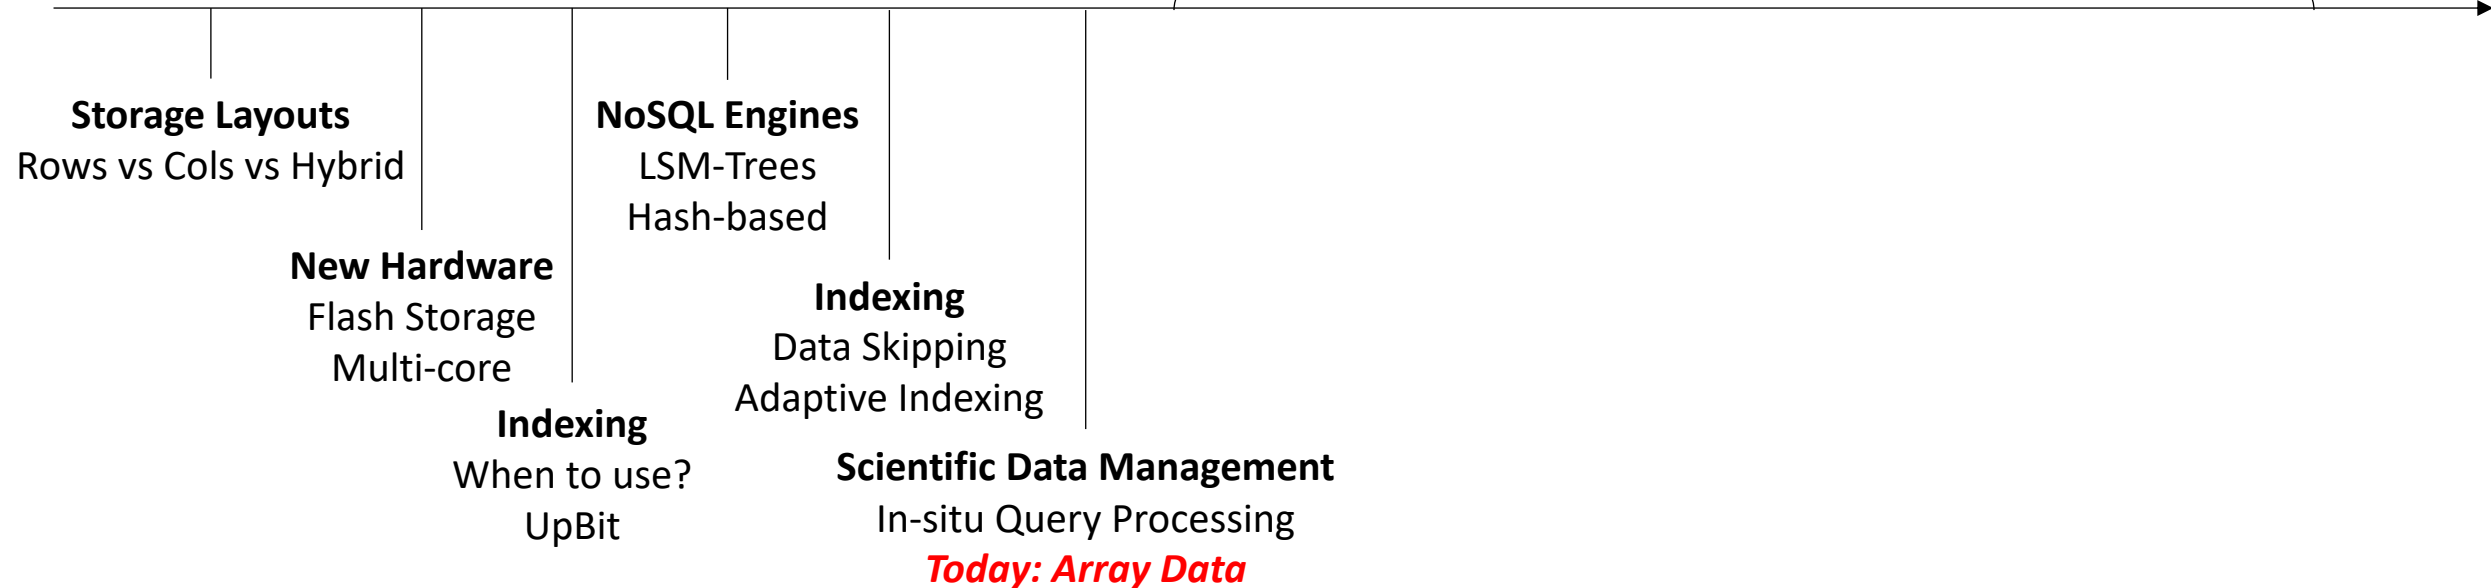 Storage Layouts
Rows vs Cols vs Hybrid
New Hardware
Flash Storage
Multi-core
Indexing
When to use?
UpBit
NoSQL Engines
LSM-Trees
Hash-based
Indexing
Data Skipping
Adaptive Indexing
Scientific Data Management
In-situ Query Processing
Today: Array Data